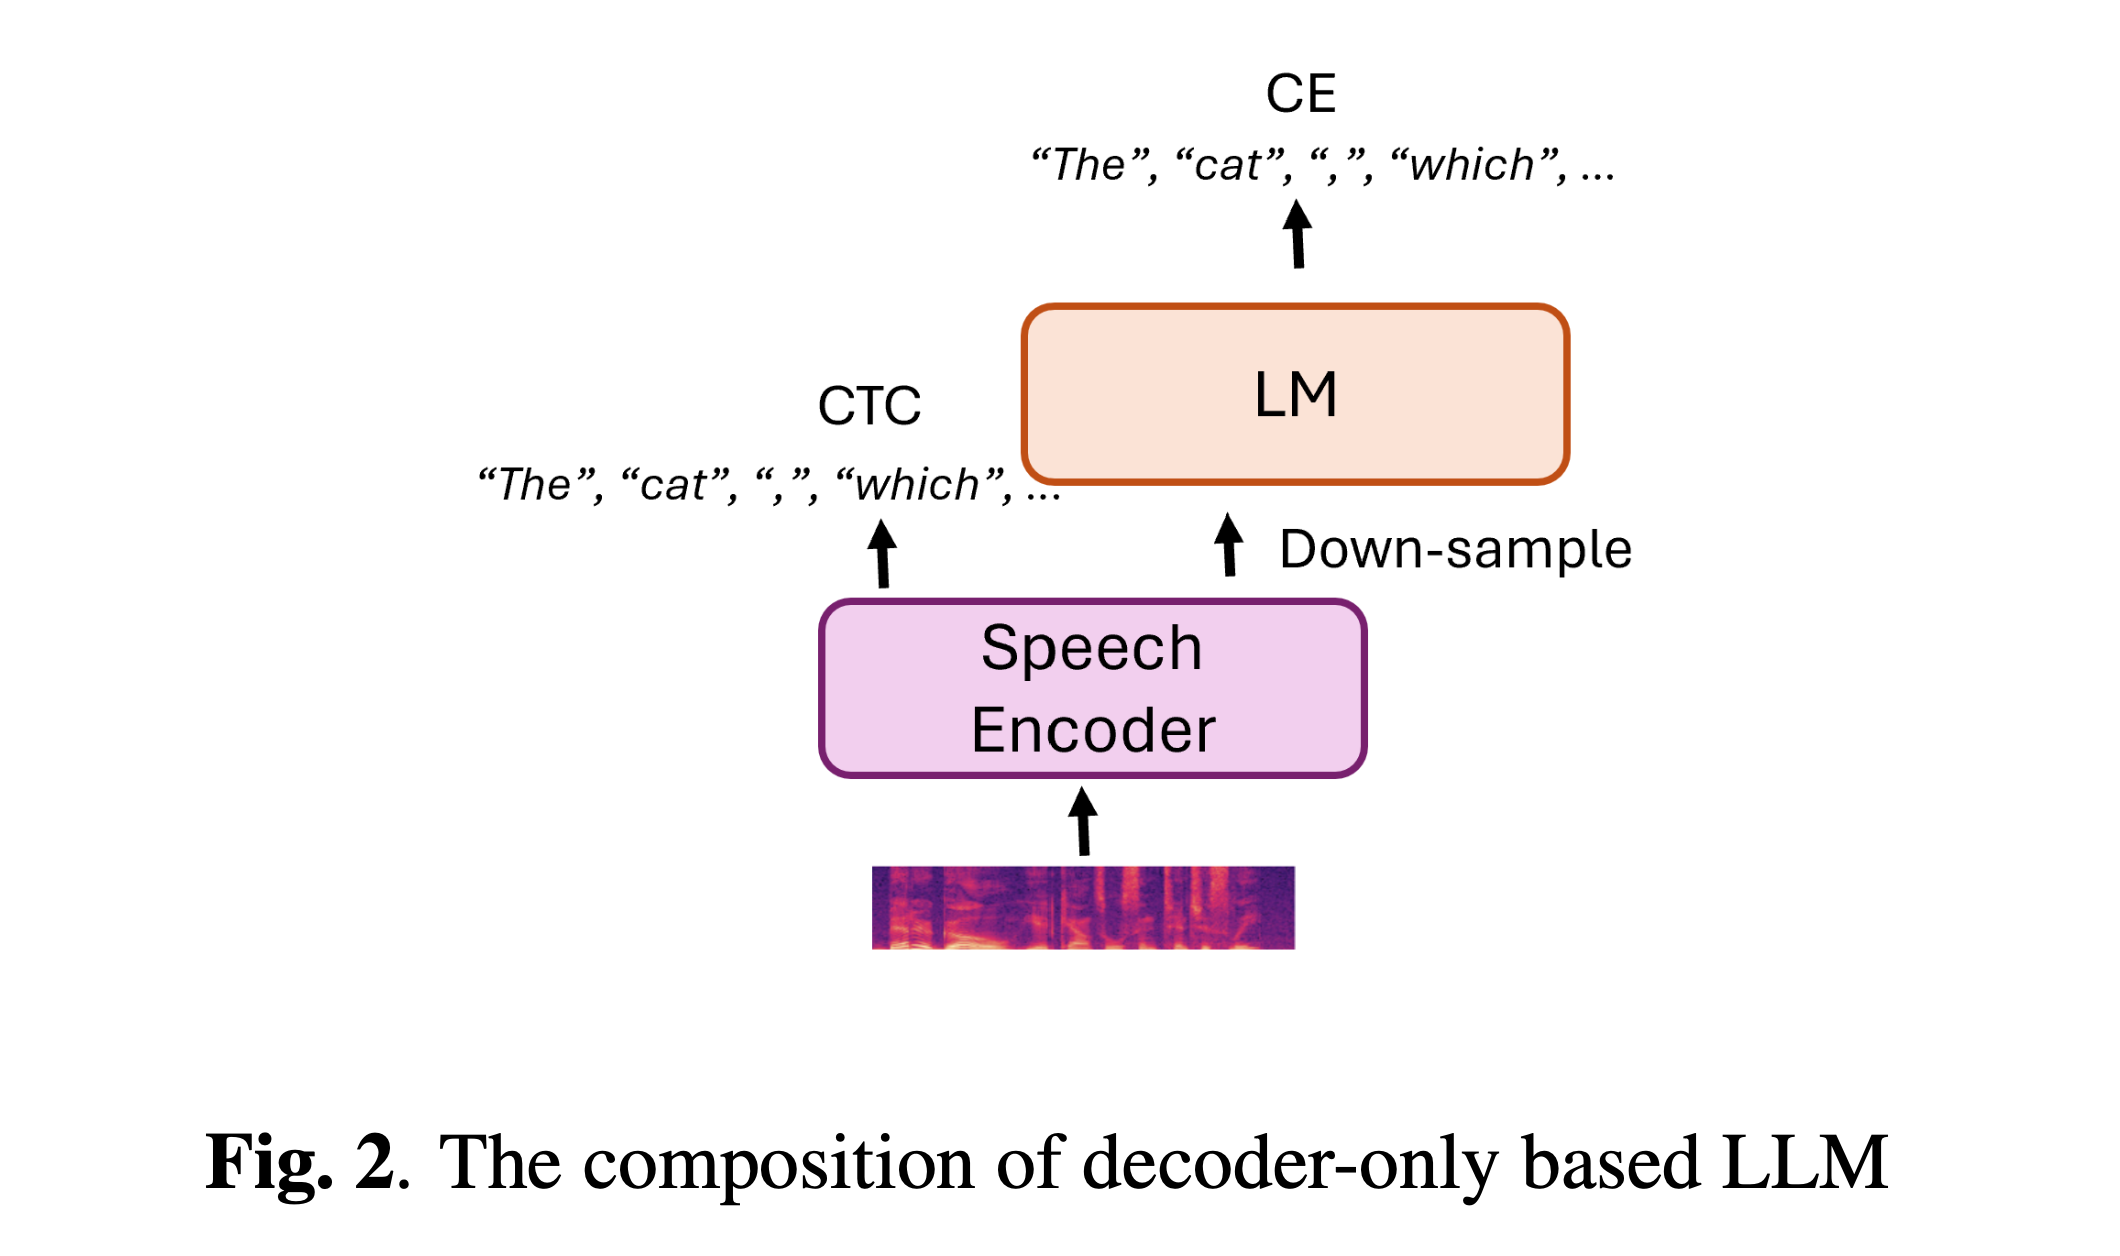 CE
“The”, “cat”, “,”, “which”, ...
LM
CTC
“The”, “cat”, “,”, “which”, ...
Down-sample
Speech
Encoder
Fig. 2. The composition of decoder-only based LLM